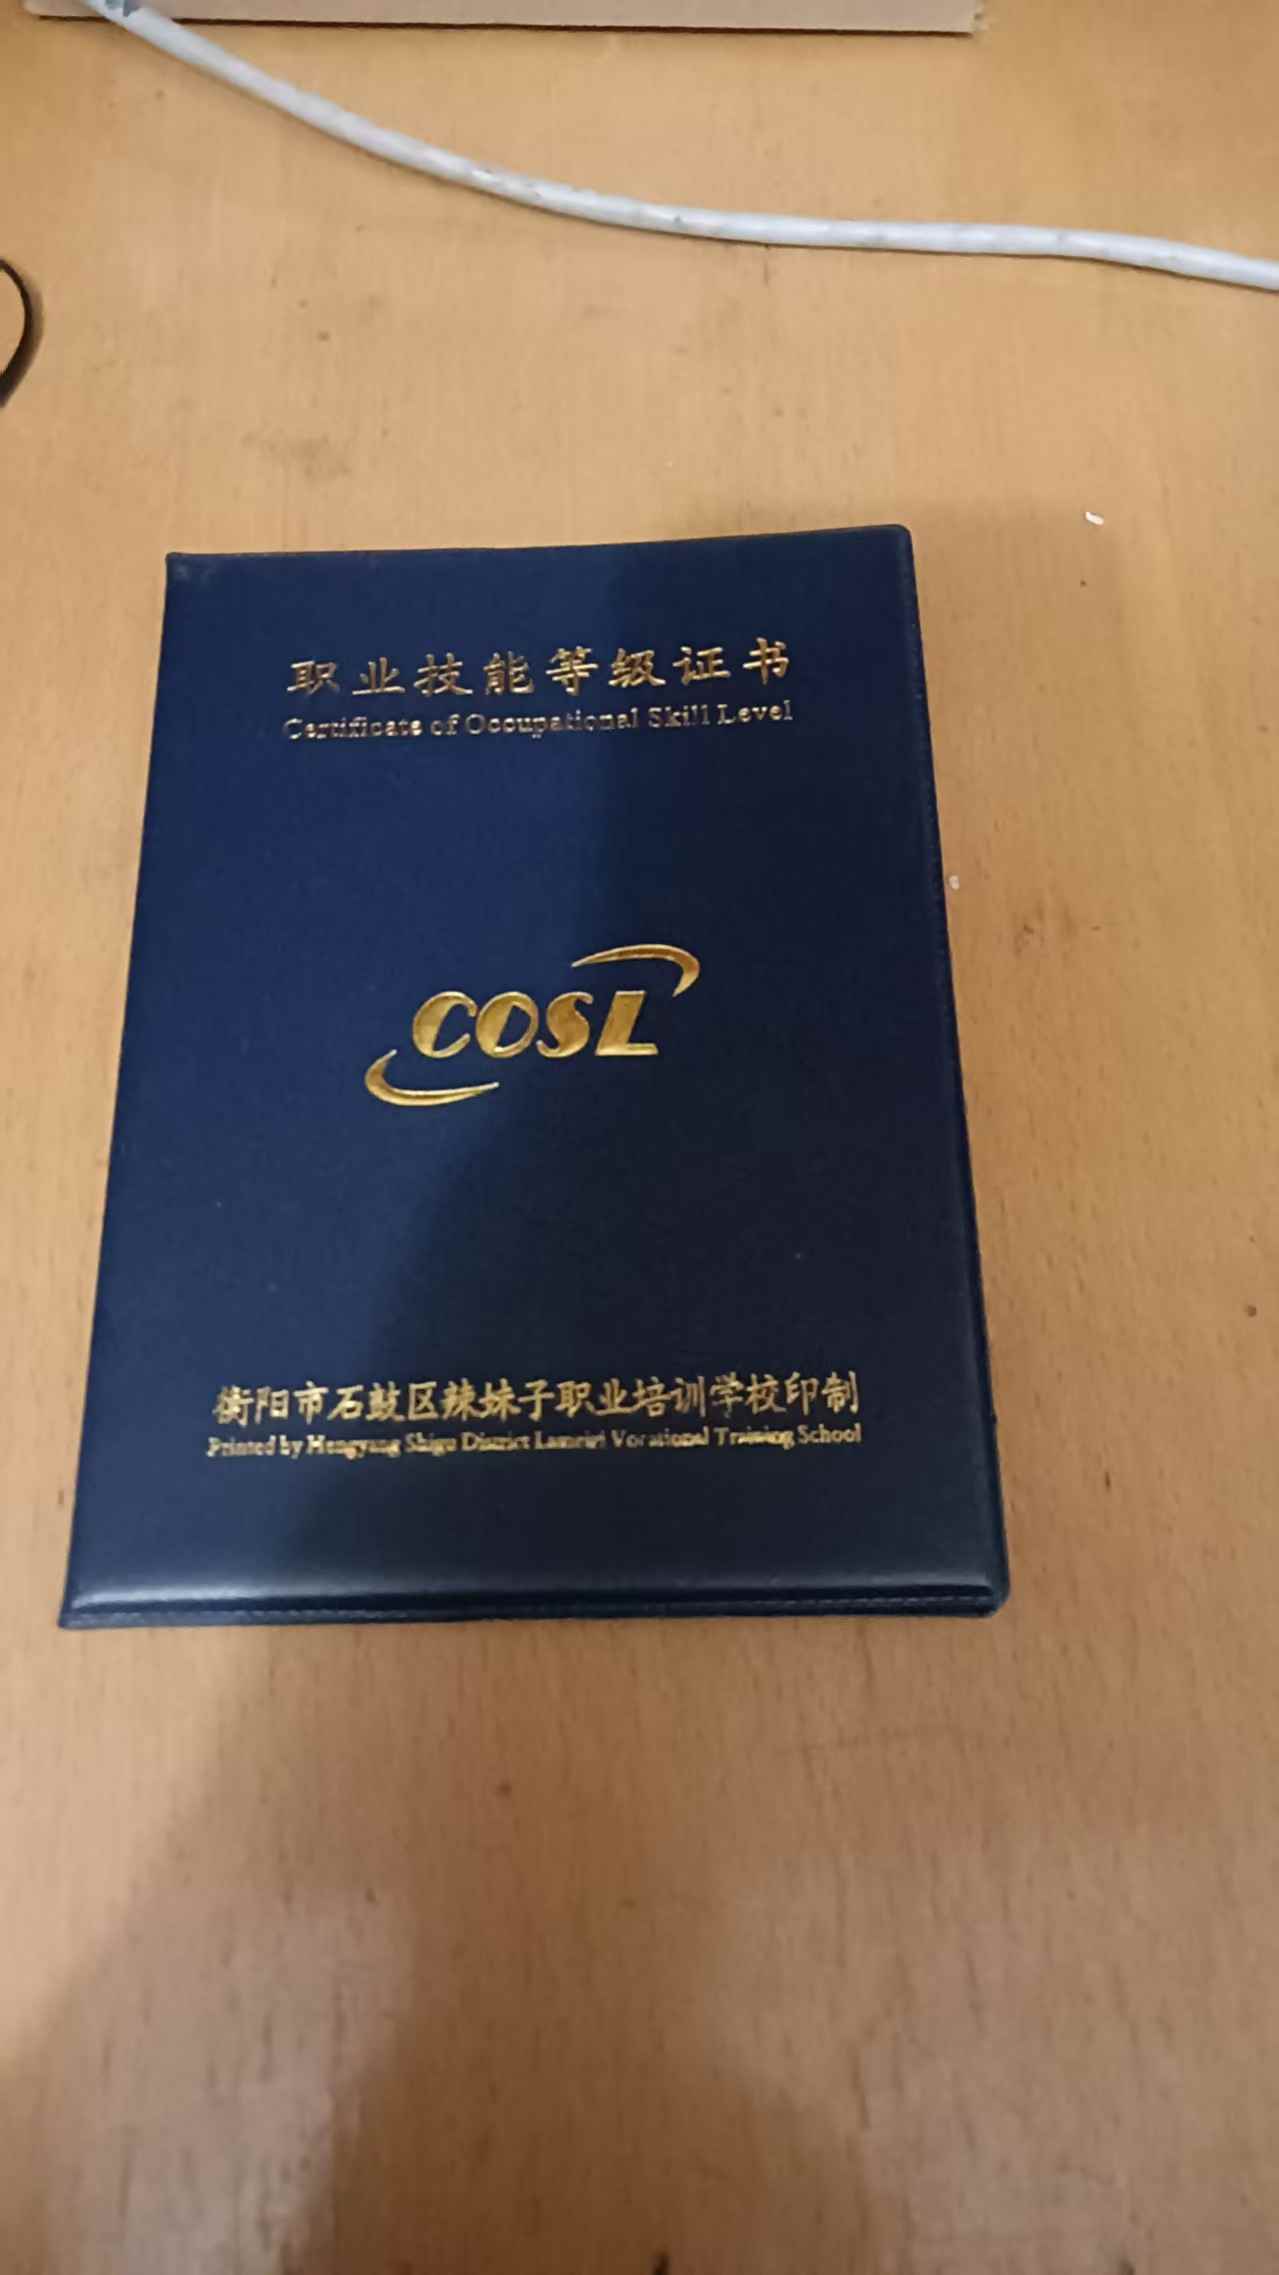 职业技能等级证书
Certificate of Occupational Skill Level
COSL
衡阳市石鼓区辣妹子职业培训学校印制
Printed by Hengyang Shigu District Lameizi Vocational Training School